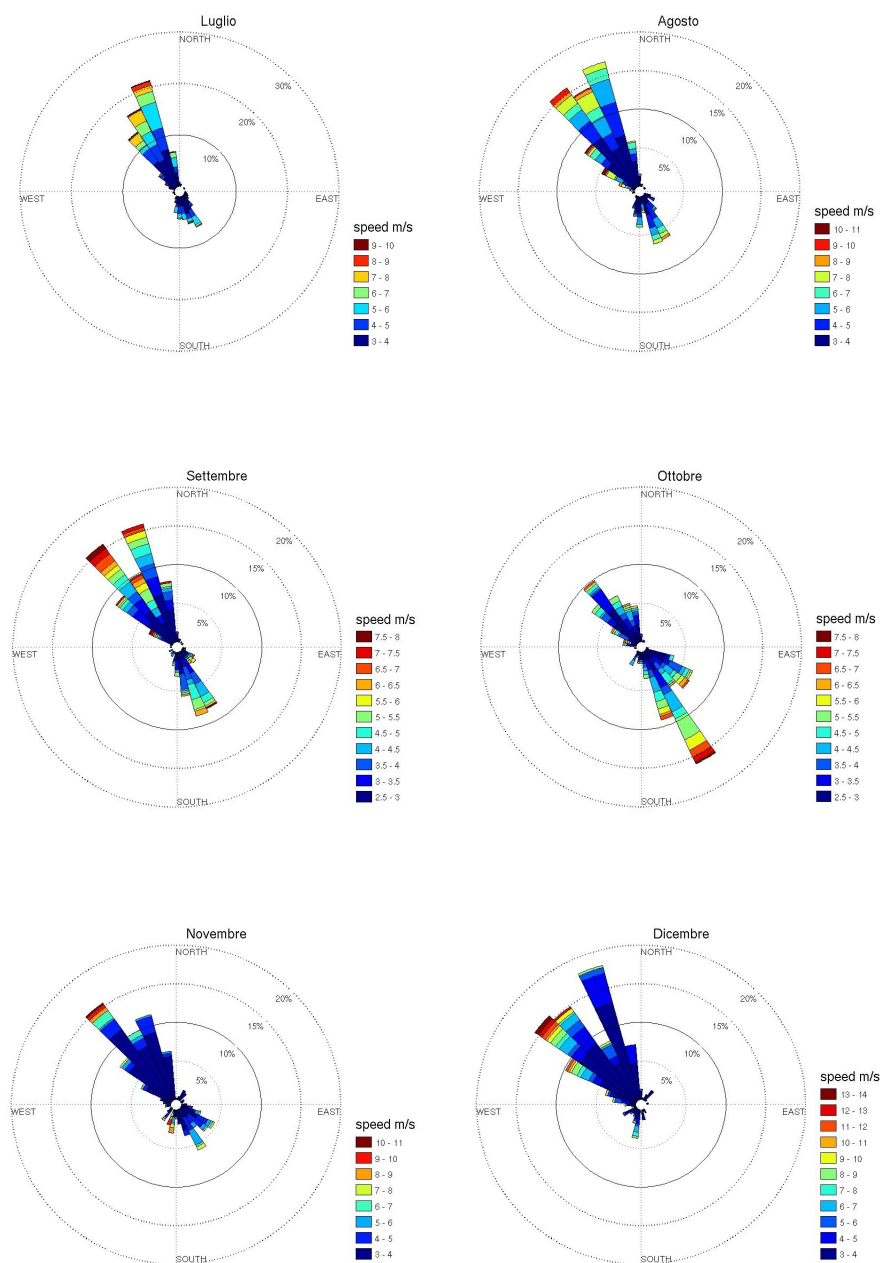 Luglio
NORTH
30%
20%
10%
WEST
EAST
SOUTH
speed m/s
9 - 10
8 - 9
7 - 8
6 - 7
5 - 6
4 - 5
3 - 4
Agosto
NORTH
20%
15%
10%
5%
WEST
EAST
SOUTH
speed m/s
10 - 11
9 - 10
8 - 9
7 - 8
6 - 7
5 - 6
4 - 5
3 - 4
Settembre
NORTH
20%
15%
10%
5%
WEST
EAST
SOUTH
speed m/s
7.5 - 8
7 - 7.5
6.5 - 7
6 - 6.5
5.5 - 6
5 - 5.5
4.5 - 5
4 - 4.5
3.5 - 4
3 - 3.5
2.5 - 3
Ottobre
NORTH
20%
15%
10%
5%
WEST
EAST
SOUTH
speed m/s
7.5 - 8
7 - 7.5
6.5 - 7
6 - 6.5
5.5 - 6
5 - 5.5
4.5 - 5
4 - 4.5
3.5 - 4
3 - 3.5
2.5 - 3
Novembre
NORTH
20%
15%
10%
5%
WEST
EAST
SOUTH
speed m/s
10 - 11
9 - 10
8 - 9
7 - 8
6 - 7
5 - 6
4 - 5
3 - 4
Dicembre
NORTH
20%
15%
10%
5%
WEST
EAST
SOUTH
speed m/s
13 - 14
12 - 13
11 - 12
10 - 11
9 - 10
8 - 9
7 - 8
6 - 7
5 - 6
4 - 5
3 - 4